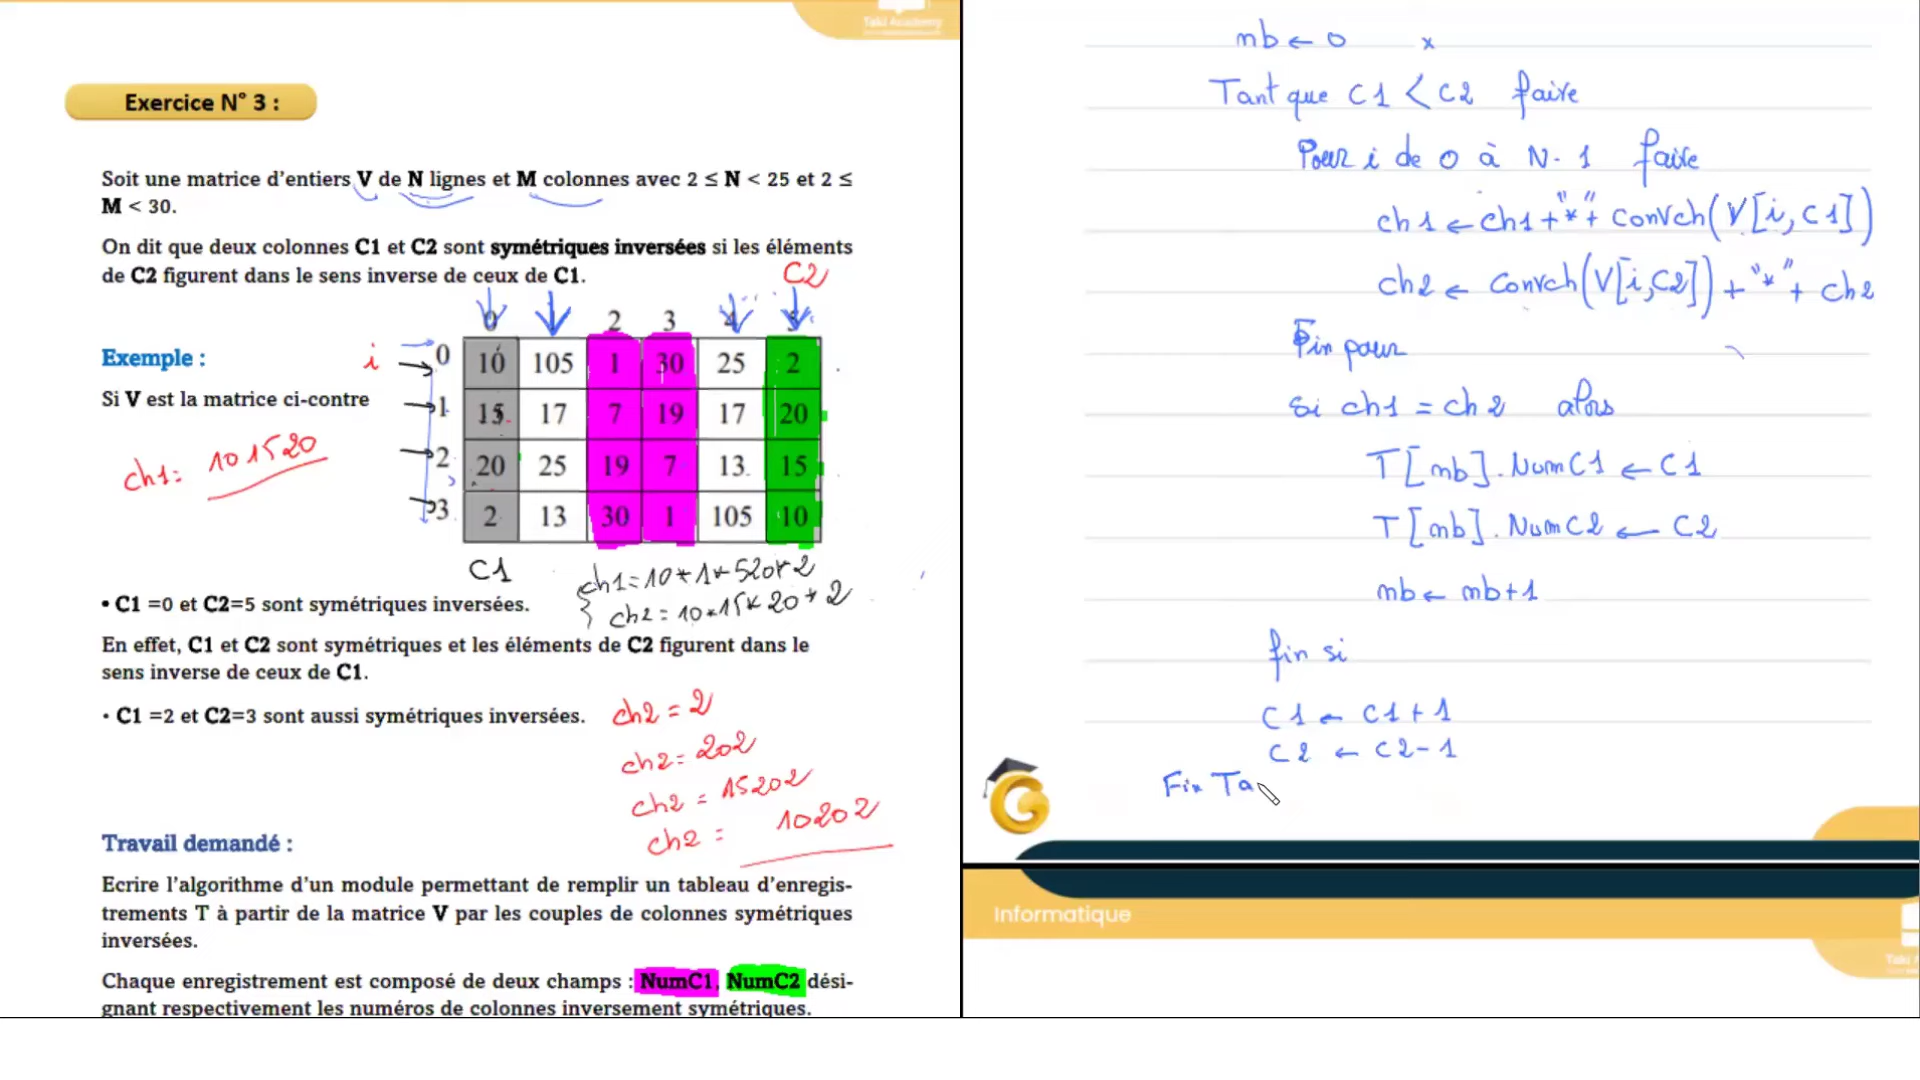 Taki Academy
Exercice N° 3 :
Soit une matrice d'entiers V de N lignes et M colonnes avec 2 ≤ N < 25 et 2 ≤
M < 30.
On dit que deux colonnes C1 et C2 sont symétriques inversées si les éléments
de C2 figurent dans le sens inverse de ceux de C1.
C2
0 2 3 4
Exemple :
i
0 10 105 1 30 25 2
Si V est la matrice ci-contre
1 15 17 7 19 17 20
ch1= 101520
2 20 25 19 7 13 15
3 2 13 30 1 105 10
C1
ch1=10*1*520*2
ch2=10*15*20*2
• C1 =0 et C2=5 sont symétriques inversées.
En effet, C1 et C2 sont symétriques et les éléments de C2 figurent dans le
sens inverse de ceux de C1.
• C1 =2 et C2=3 sont aussi symétriques inversées.
ch2 = 2
ch2= 202
ch2 = 15202
ch2 = 10202
Travail demandé :
Ecrire l'algorithme d'un module permettant de remplir un tableau d'enregis-
trements T à partir de la matrice V par les couples de colonnes symétriques
inversées.
Chaque enregistrement est composé de deux champs : NumC1, NumC2 dési-
gnant respectivement les numéros de colonnes inversement symétriques.
nb ← 0 x
Tant que C1 < C2 faire
Pour i de 0 à N-1 faire
ch1 ← ch1 + "*" + convch(V[i, C1])
ch2 ← convch(V[i,C2]) + "*" + ch2
Fin pour
Si ch1 = ch2 alors
T[nb].NumC1 ← C1
T[nb].NumC2 ← C2
nb ← nb+1
fin si
C1 ← C1 + 1
C2 ← C2 - 1
Fin Ta
Informatique